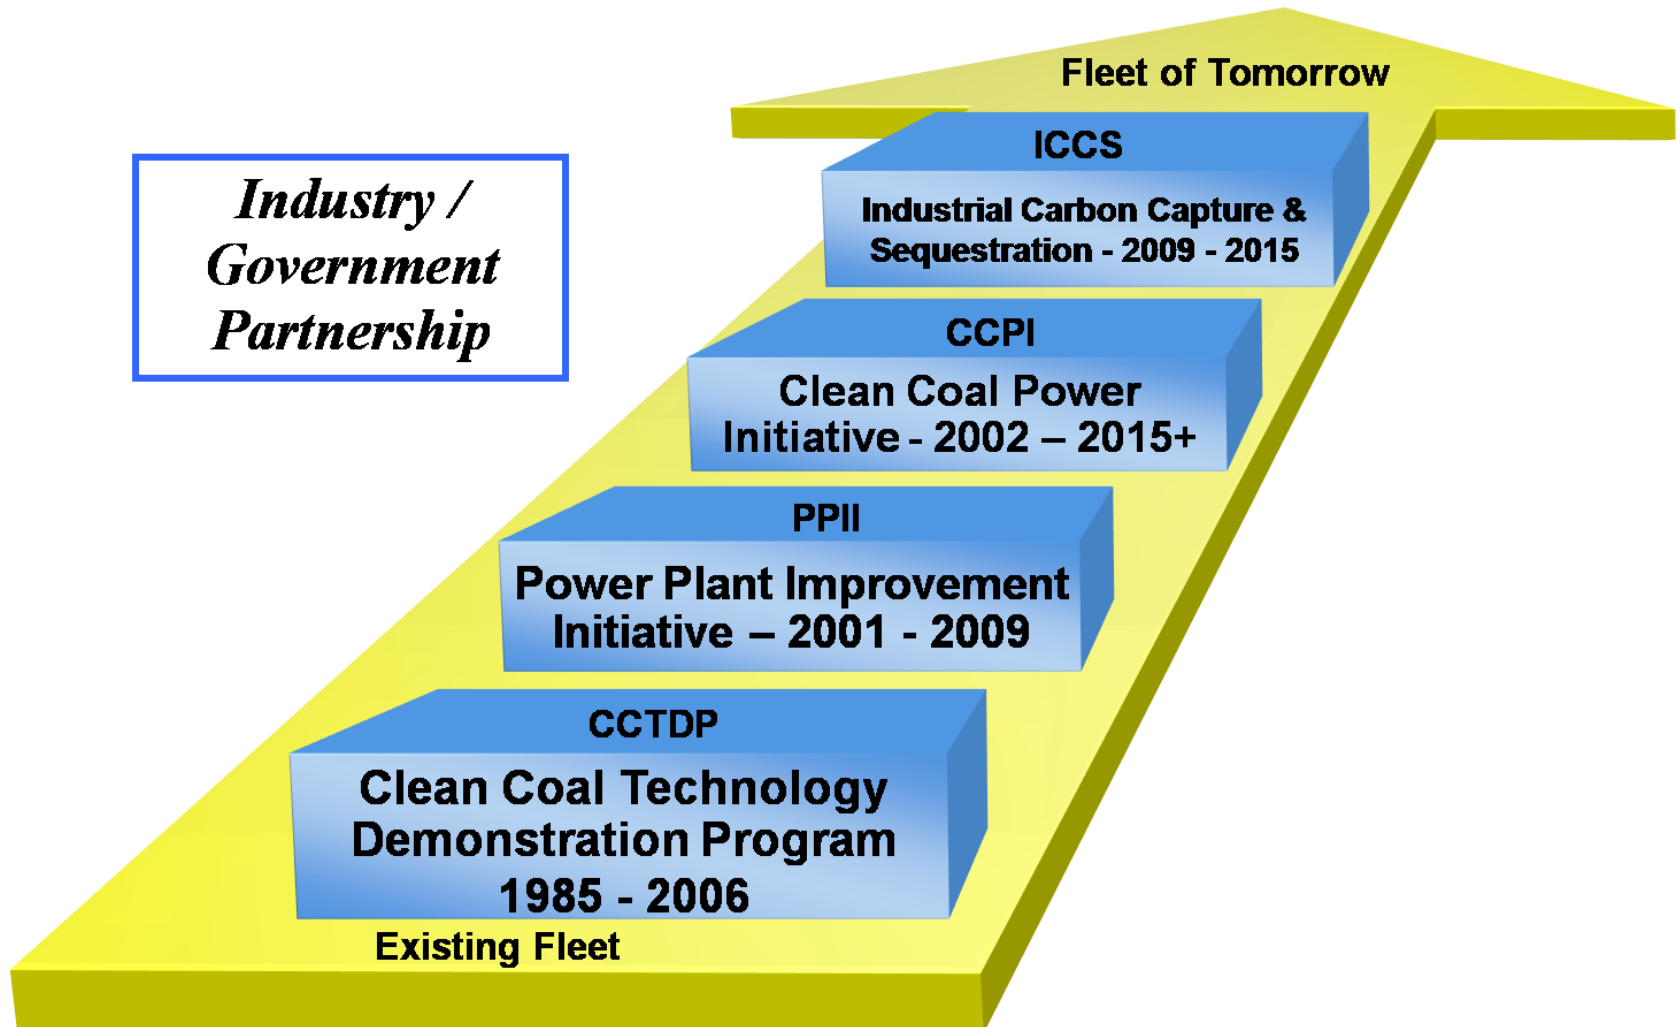 Fleet of Tomorrow
ICCS
Industrial Carbon Capture &
Sequestration - 2009 - 2015
Industry /
Government
Partnership
CCPI
Clean Coal Power
Initiative - 2002 – 2015+
PPII
Power Plant Improvement
Initiative – 2001 - 2009
CCTDP
Clean Coal Technology
Demonstration Program
1985 - 2006
Existing Fleet